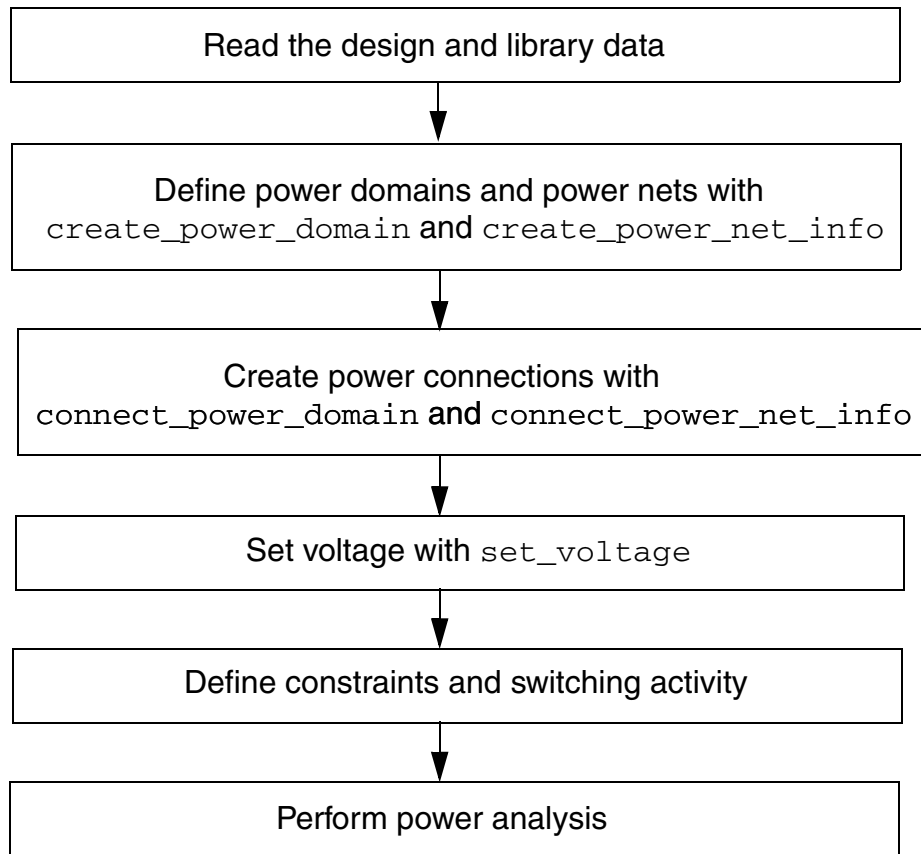 Read the design and library data
Define power domains and power nets with
create_power_domain and create_power_net_info
Create power connections with
connect_power_domain and connect_power_net_info
Set voltage with set_voltage
Define constraints and switching activity
Perform power analysis